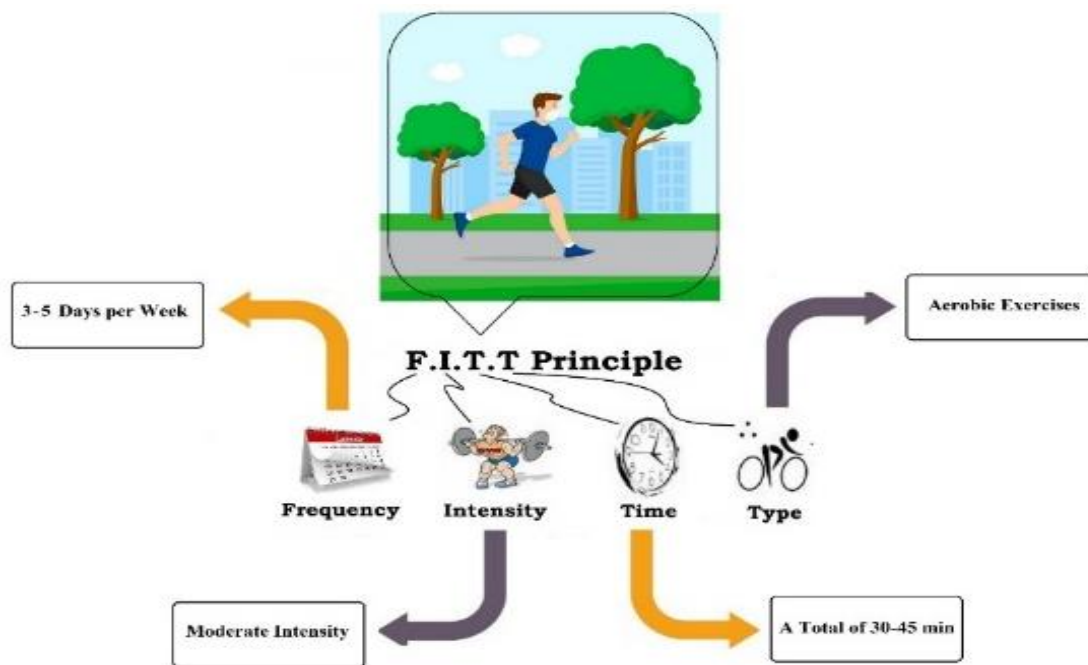 3-5 Days per Week
Aerobic Exercises
F.I.T.T Principle
Frequency
Intensity
Time
Type
Moderate Intensity
A Total of 30-45 min